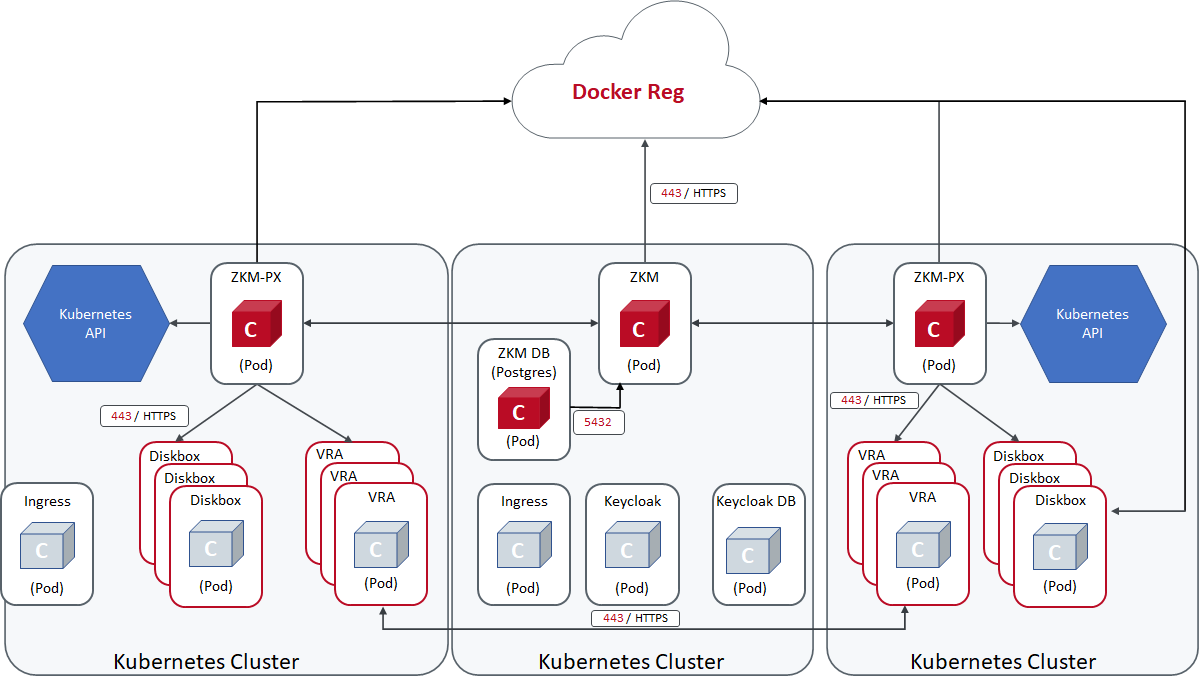 Docker Reg
443 / HTTPS
ZKM-PX
C
(Pod)
Kubernetes
API
443 / HTTPS
Diskbox
Diskbox
Diskbox
C
(Pod)
VRA
VRA
VRA
C
(Pod)
Ingress
C
(Pod)
Kubernetes Cluster
ZKM
C
(Pod)
ZKM DB
(Postgres)
C
(Pod)
5432
Ingress
C
(Pod)
Keycloak
C
(Pod)
Keycloak DB
C
(Pod)
443 / HTTPS
Kubernetes Cluster
ZKM-PX
C
(Pod)
Kubernetes
API
443 / HTTPS
VRA
VRA
VRA
C
(Pod)
Diskbox
Diskbox
Diskbox
C
(Pod)
Kubernetes Cluster